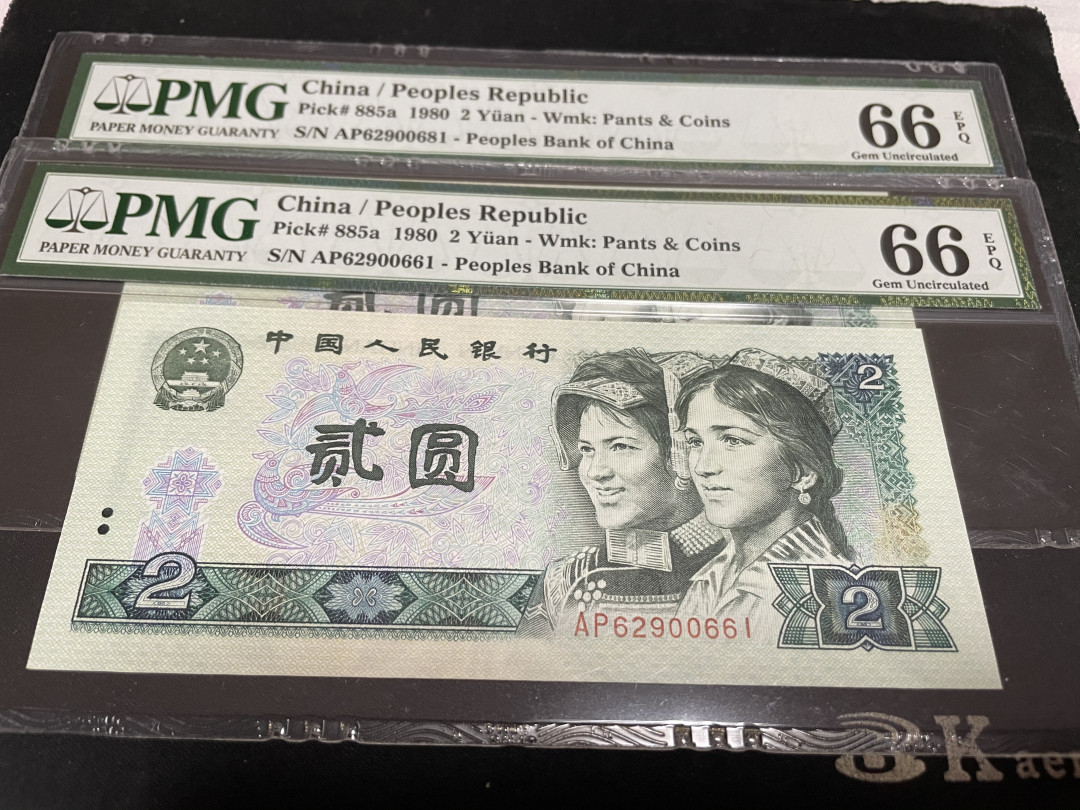 PMG
PAPER MONEY GUARANTY
China / Peoples Republic
Pick# 885a 1980 2 Yüan - Wmk: Pants & Coins
S/N AP62900681 - Peoples Bank of China
66
EPQ
Gem Uncirculated
PMG
PAPER MONEY GUARANTY
China / Peoples Republic
Pick# 885a 1980 2 Yüan - Wmk: Pants & Coins
S/N AP62900661 - Peoples Bank of China
66
EPQ
Gem Uncirculated
贰圆
中国人民银行
2
贰圆
2
2
AP62900661